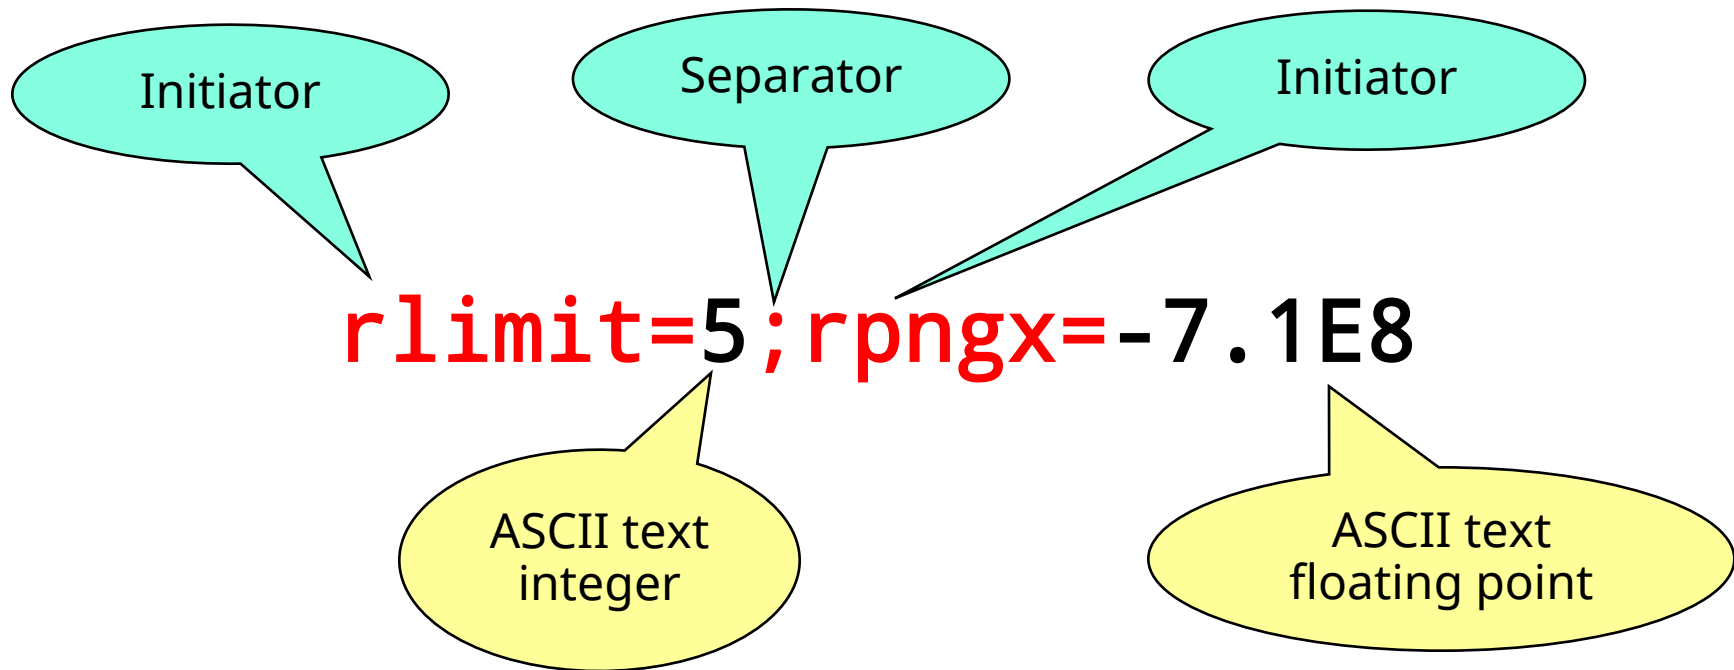 Initiator
Separator
Initiator
rlimit=5;rpngx=-7.1E8
ASCII text
integer
ASCII text
floating point